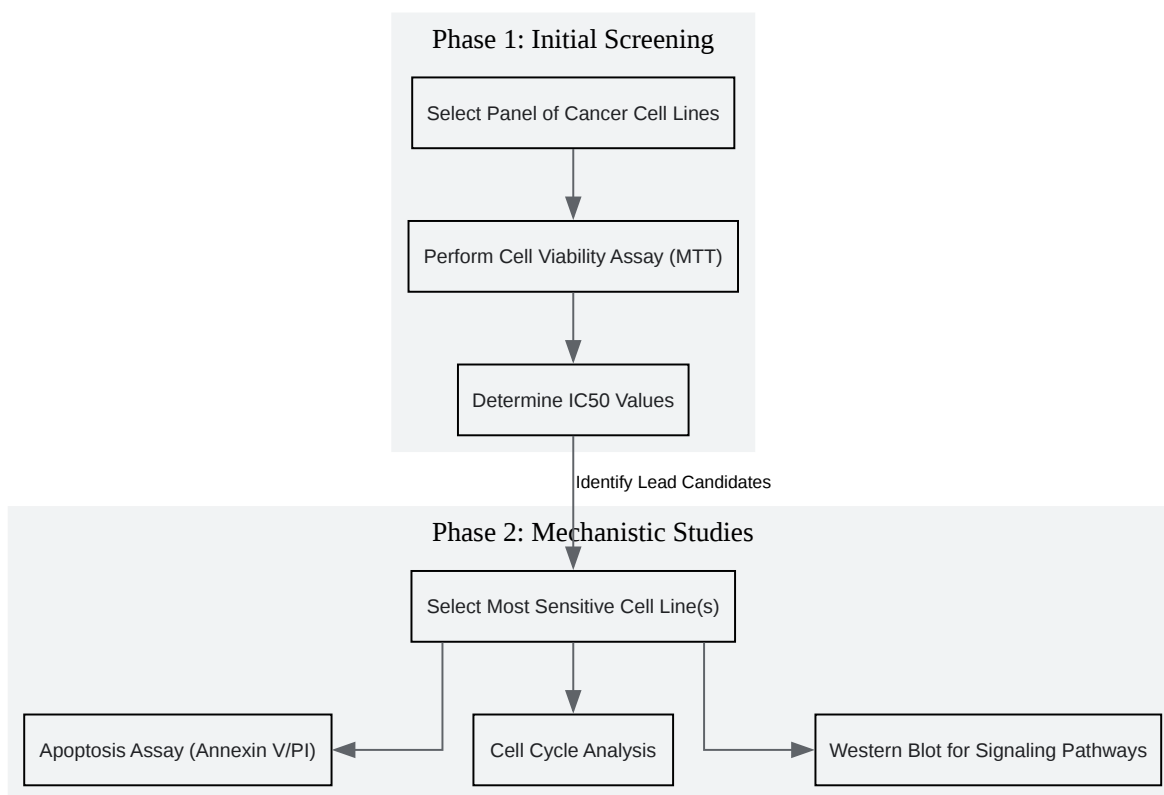 Phase 1: Initial Screening
Select Panel of Cancer Cell Lines
Perform Cell Viability Assay (MTT)
Determine IC50 Values
Identify Lead Candidates
Phase 2: Mechanistic Studies
Select Most Sensitive Cell Line(s)
Apoptosis Assay (Annexin V/PI)
Cell Cycle Analysis
Western Blot for Signaling Pathways